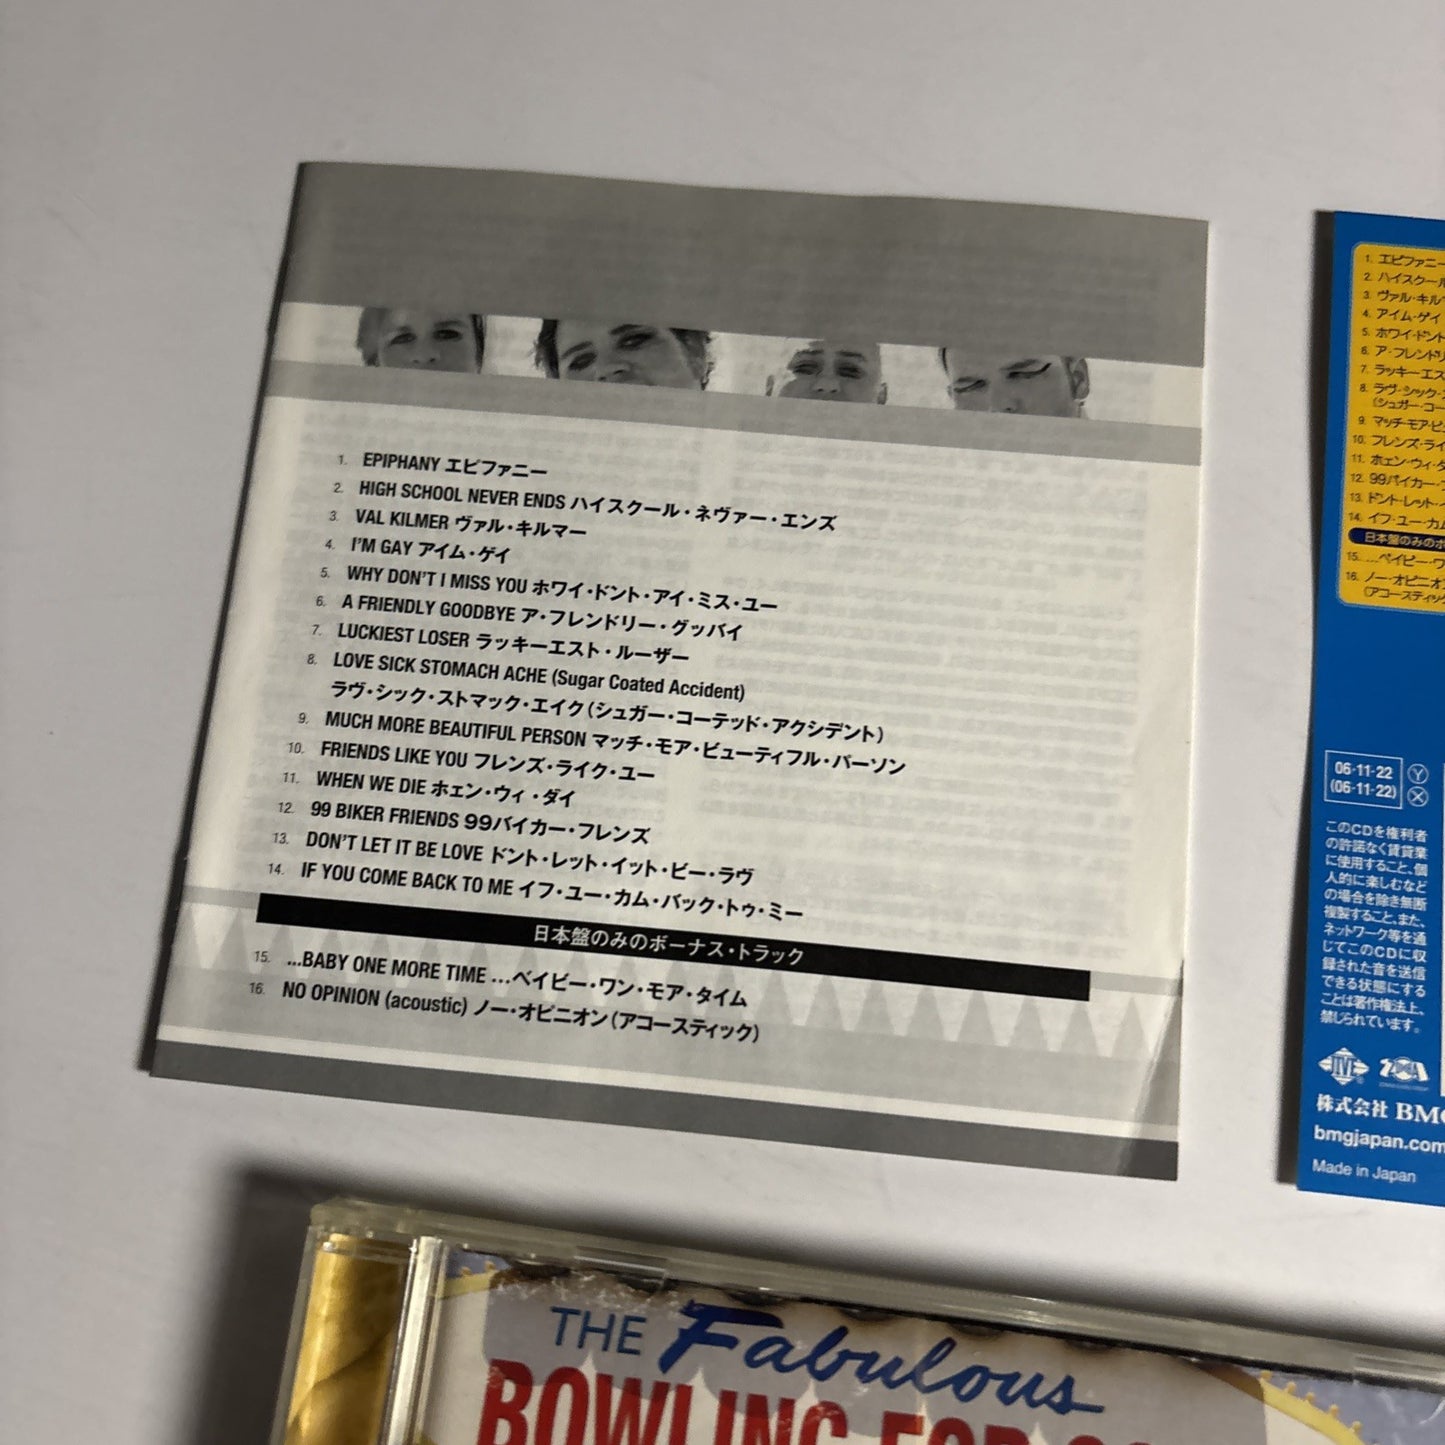 1. EPIPHANY エピファニー
2. HIGH SCHOOL NEVER ENDS ハイスクール・ネヴァー・エンズ
3. VAL KILMER ヴァル・キルマー
4. I'M GAY アイム・ゲイ
5. WHY DON'T I MISS YOU ホワイ・ドント・アイ・ミス・ユー
6. A FRIENDLY GOODBYE ア・フレンドリー・グッバイ
7. LUCKIEST LOSER ラッキーエスト・ルーザー
8. LOVE SICK STOMACH ACHE (Sugar Coated Accident)
ラヴ・シック・ストマック・エイク(シュガー・コーテッド・アクシデント)
9. MUCH MORE BEAUTIFUL PERSON マッチ・モア・ビューティフル・パーソン
10. FRIENDS LIKE YOU フレンズ・ライク・ユー
11. WHEN WE DIE ホェン・ウィ・ダイ
12. 99 BIKER FRIENDS 99バイカー・フレンズ
13. DON'T LET IT BE LOVE ドント・レット・イット・ビー・ラヴ
14. IF YOU COME BACK TO ME イフ・ユー・カム・バック・トゥ・ミー
日本盤のみのボーナス・トラック
15. ...BABY ONE MORE TIME ...ベイビー・ワン・モア・タイム
16. NO OPINION (acoustic) ノー・オピニオン(アコースティック)
1. エピファニー
2. ハイスクール
3. ヴァル・キル
4. アイム・ゲイ
5. ホワイ・ドント
6. ア・フレンドリ
7. ラッキーエス
8. ラヴ・シック・
(シュガー・コー
9. マッチ・モア・ビ
10. フレンズ・ライ
11. ホェン・ウィ・ダ
12. 99バイカー・
13. ドント・レット・
14. イフ・ユー・カム
日本盤のみのボ
15. ...ベイビー・ワ
16. ノー・オピニオ
(アコースティック
06·11·22
(06·11·22)
Y
X
このCDを権利者
の許諾なく賃貸業
に使用すること、個
人的に楽しむなど
の場合を除き無断
複製すること、また、
ネットワーク等を通
じてこのCDに収
録された音を送信
できる状態にする
ことは著作権法上、
禁じられています。
JIVE
株式会社 BMG
bmgjapan.com
Made in Japan
THE Fabulous
BOWLING FOR